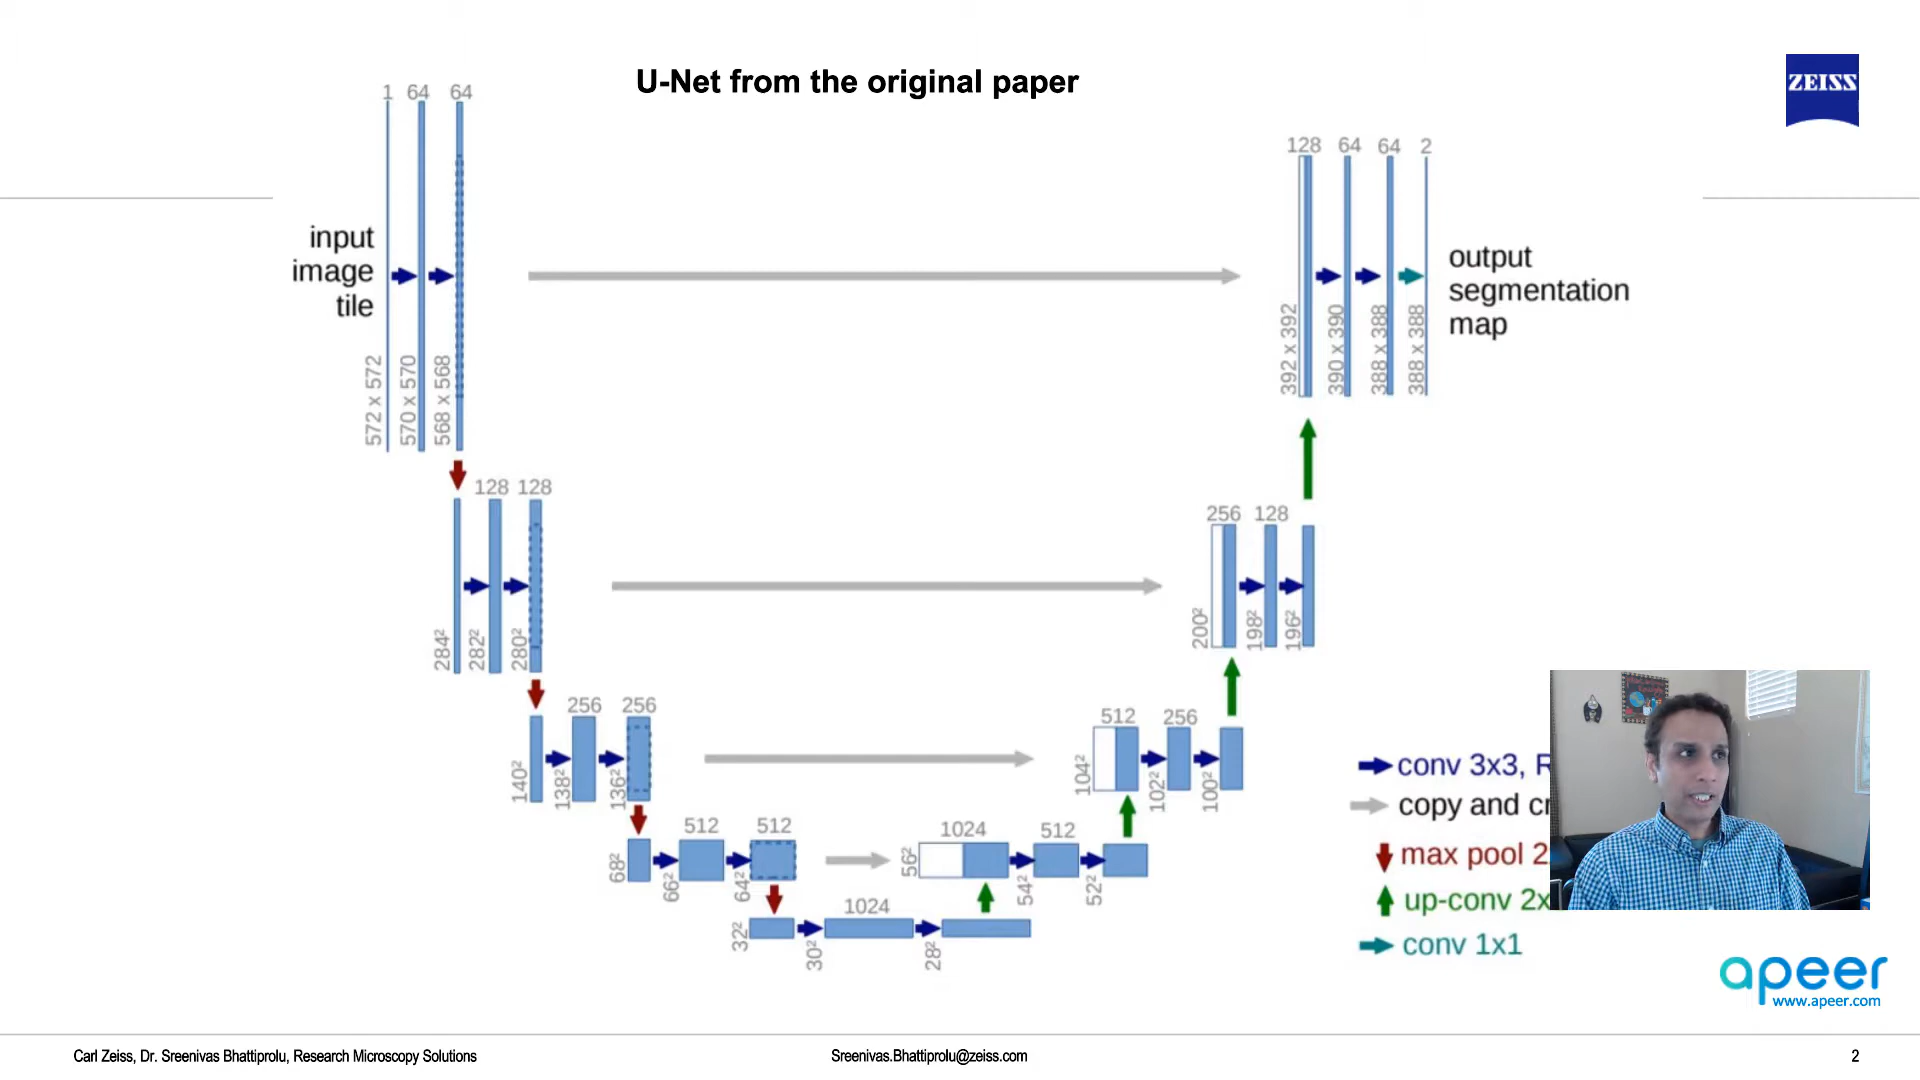 U-Net from the original paper
ZEISS
1 64 64
128 64 64 2
input
image
tile
output
segmentation
map
572 x 572
570 x 570
568 x 568
392 x 392
390 x 390
388 x 388
388 x 388
128 128
256 128
284²
282²
280²
200²
198²
196²
256 256
512 256
140²
138²
136²
104²
102²
100²
512 512
1024 512
68²
66²
64²
56²
54²
52²
1024
32²
30²
28²
conv 3x3, R
copy and cr
max pool 2
up-conv 2x
conv 1x1
apeer
www.apeer.com
Carl Zeiss, Dr. Sreenivas Bhattiprolu, Research Microscopy Solutions
Sreenivas.Bhattiprolu@zeiss.com
2